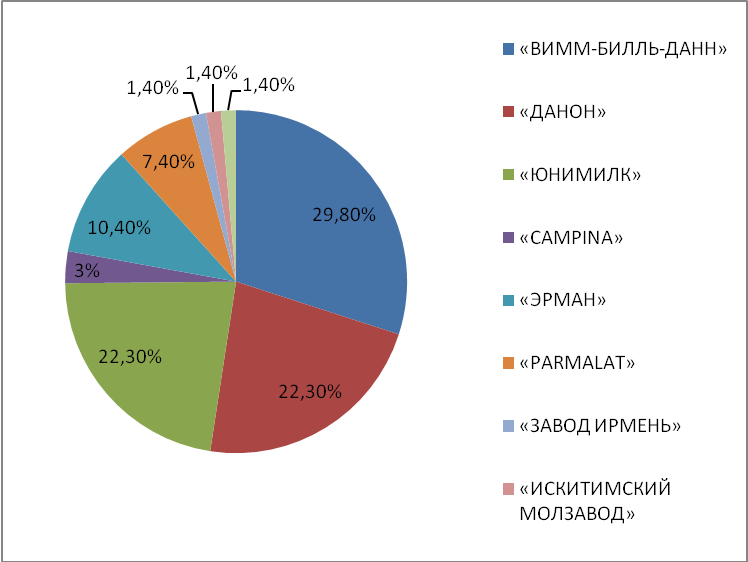 1,40%
1,40%
1,40%
7,40%
29,80%
10,40%
3%
22,30%
22,30%
«ВИММ-БИЛЛЬ-ДАНН»
«ДАНОН»
«ЮНИМИЛК»
«CAMPINA»
«ЭРМАН»
«PARMALAT»
«ЗАВОД ИРМЕНЬ»
«ИСКИТИМСКИЙ
МОЛЗАВОД»